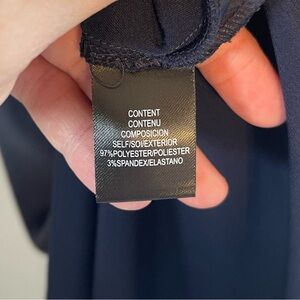 CONTENT
CONTENU
COMPOSICION
SELF/SOI/EXTERIOR
97%POLYESTER/POLIESTER
3%SPANDEX/ELASTANO